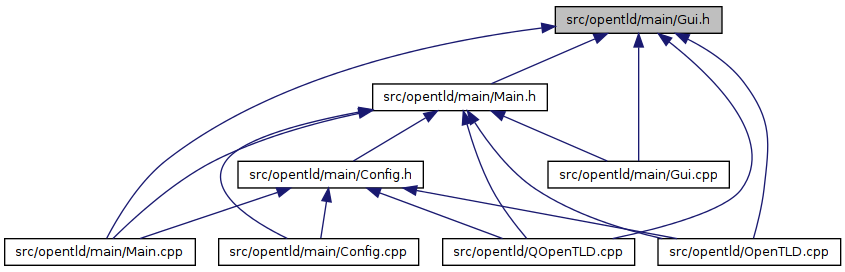 src/opentld/main/Gui.h
src/opentld/main/Main.h
src/opentld/main/Config.h
src/opentld/main/Gui.cpp
src/opentld/main/Main.cpp
src/opentld/main/Config.cpp
src/opentld/QOpenTLD.cpp
src/opentld/OpenTLD.cpp